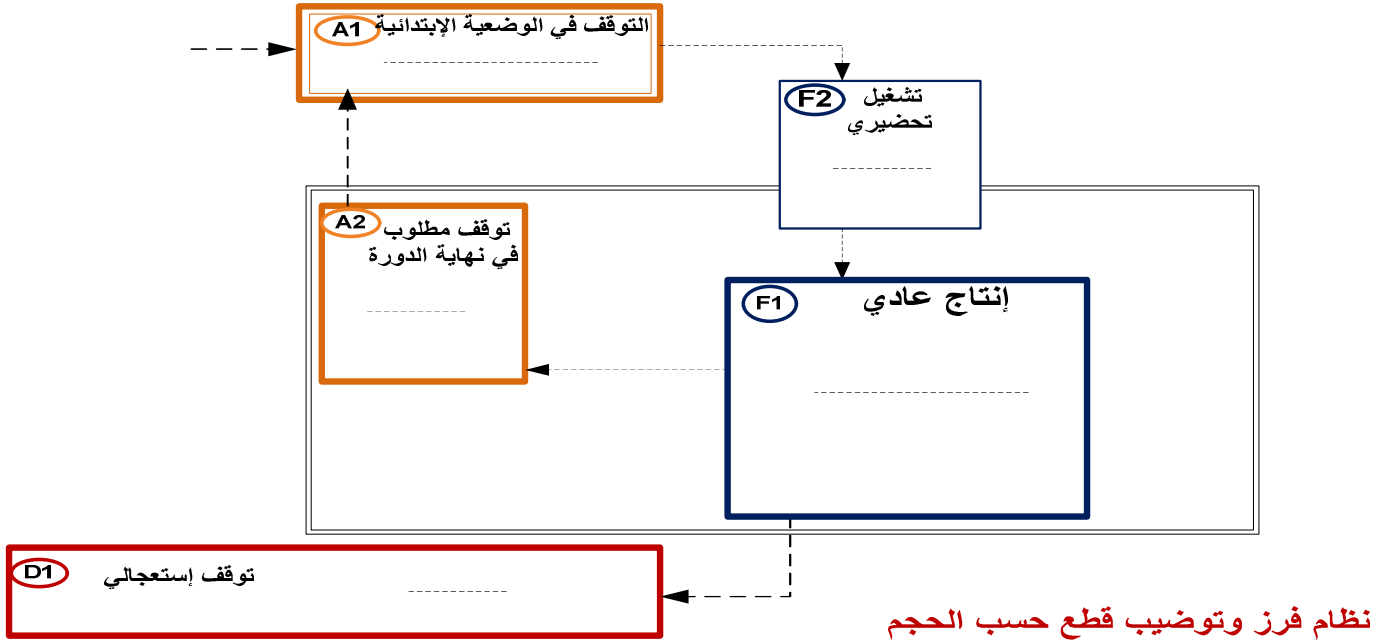 A1 التوقف في الوضعية الإبتدائية
F2 تشغيل
تحضيري
A2 توقف مطلوب
في نهاية الدورة
F1 إنتاج عادي
D1 توقف إستعجالي
نظام فرز وتوضيب قطع حسب الحجم